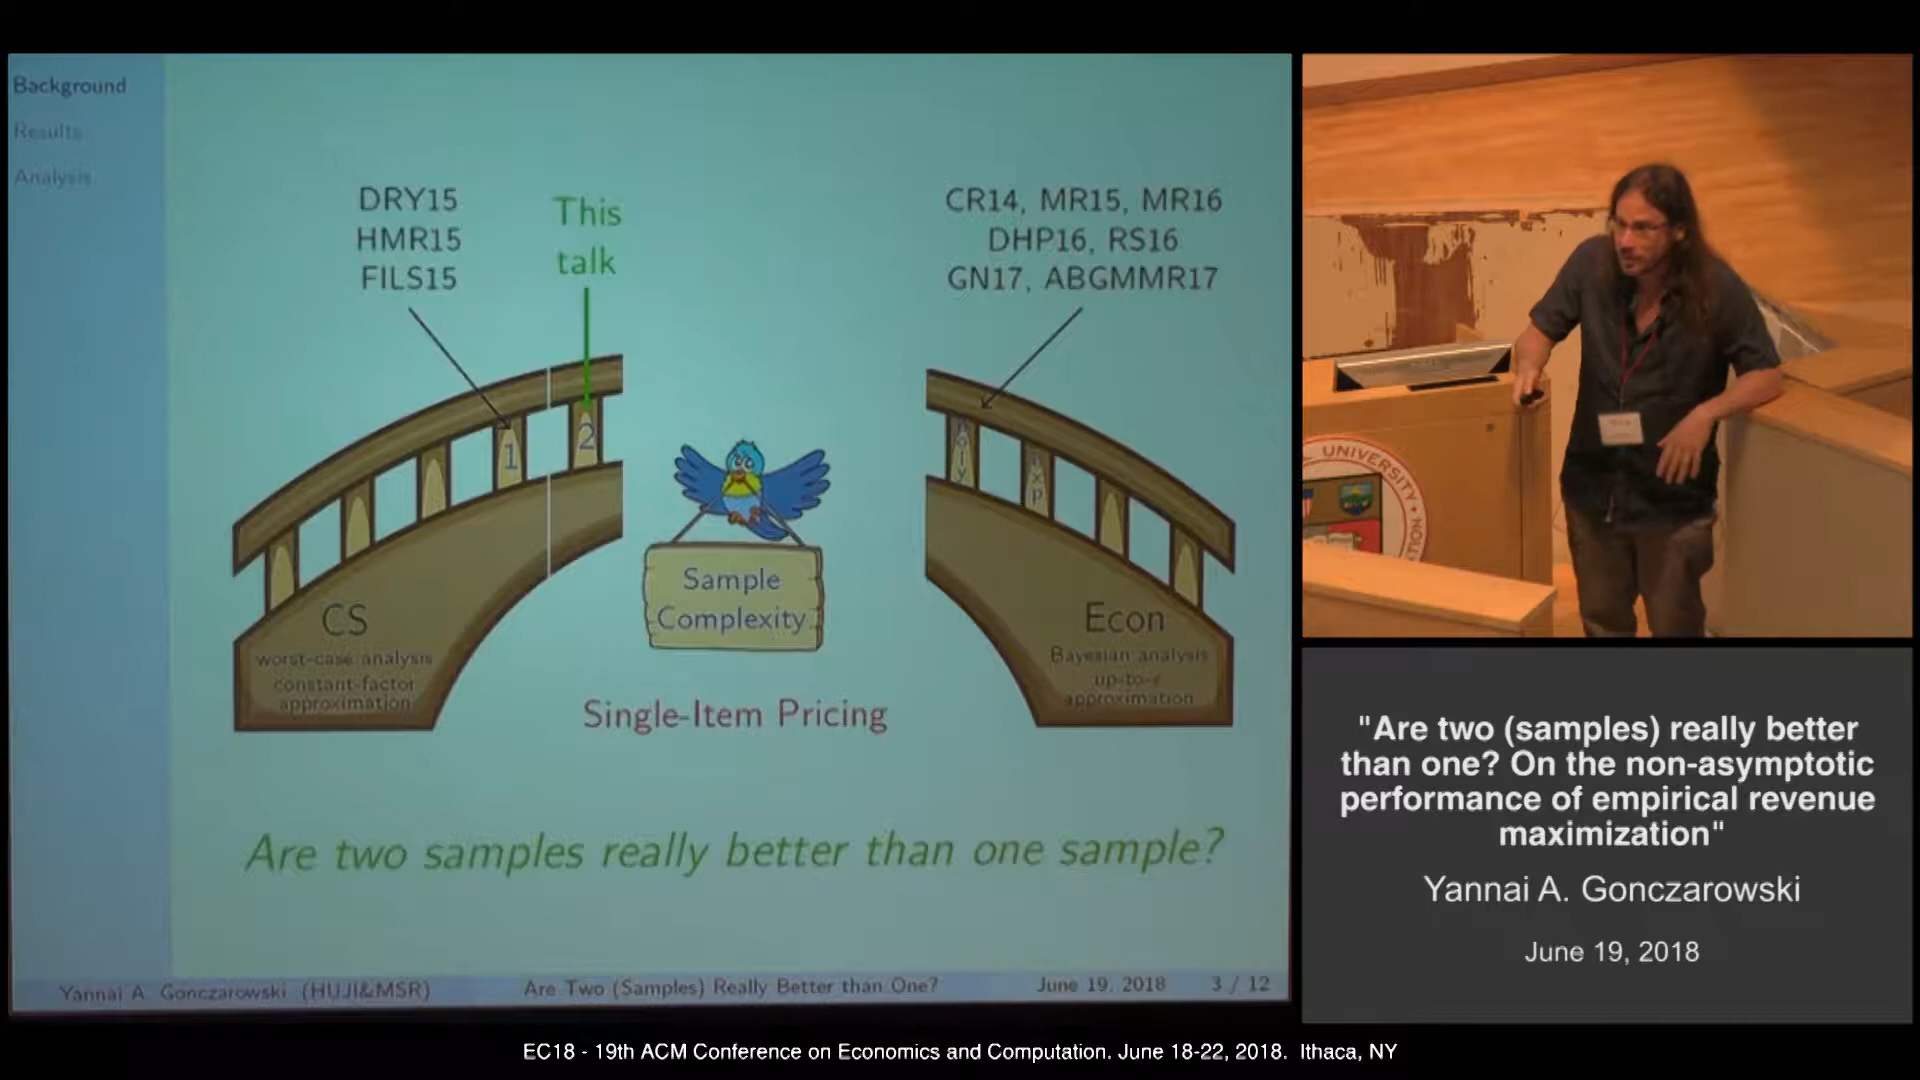 Background
Results
Analysis
DRY15
HMR15
FILS15
This
talk
CR14, MR15, MR16
DHP16, RS16
GN17, ABGMMR17
1
2
poly
exp
Sample
Complexity
CS
worst-case analysis
constant-factor
approximation
Econ
Bayesian analysis
up-to-ε
approximation
Single-Item Pricing
Are two samples really better than one sample?
Yannai A. Gonczarowski (HUJI&MSR)
Are Two (Samples) Really Better than One?
June 19, 2018
3 / 12
UNIVERSITY
"Are two (samples) really better
than one? On the non-asymptotic
performance of empirical revenue
maximization"
Yannai A. Gonczarowski
June 19, 2018
EC18 - 19th ACM Conference on Economics and Computation. June 18-22, 2018. Ithaca, NY